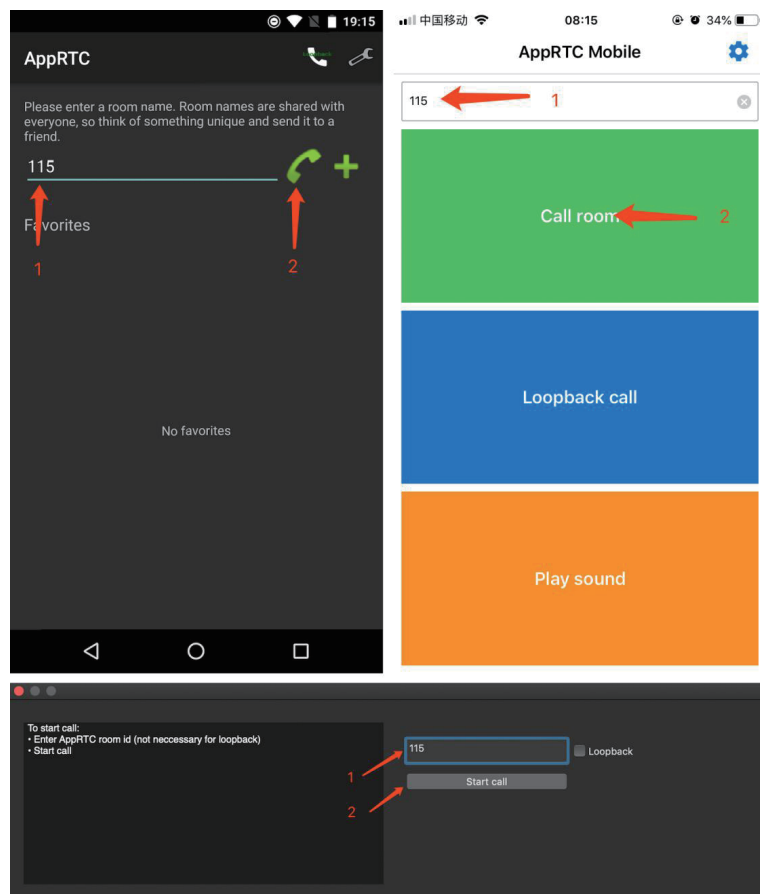 19:15
AppRTC
Please enter a room name. Room names are shared with
everyone, so think of something unique and send it to a
friend.
115
Favorites
1
2
No favorites
中国移动
08:15
34%
AppRTC Mobile
115
1
Call room
2
Loopback call
Play sound
To start call:
• Enter AppRTC room id (not neccessary for loopback)
• Start call
115
Loopback
1
Start call
2